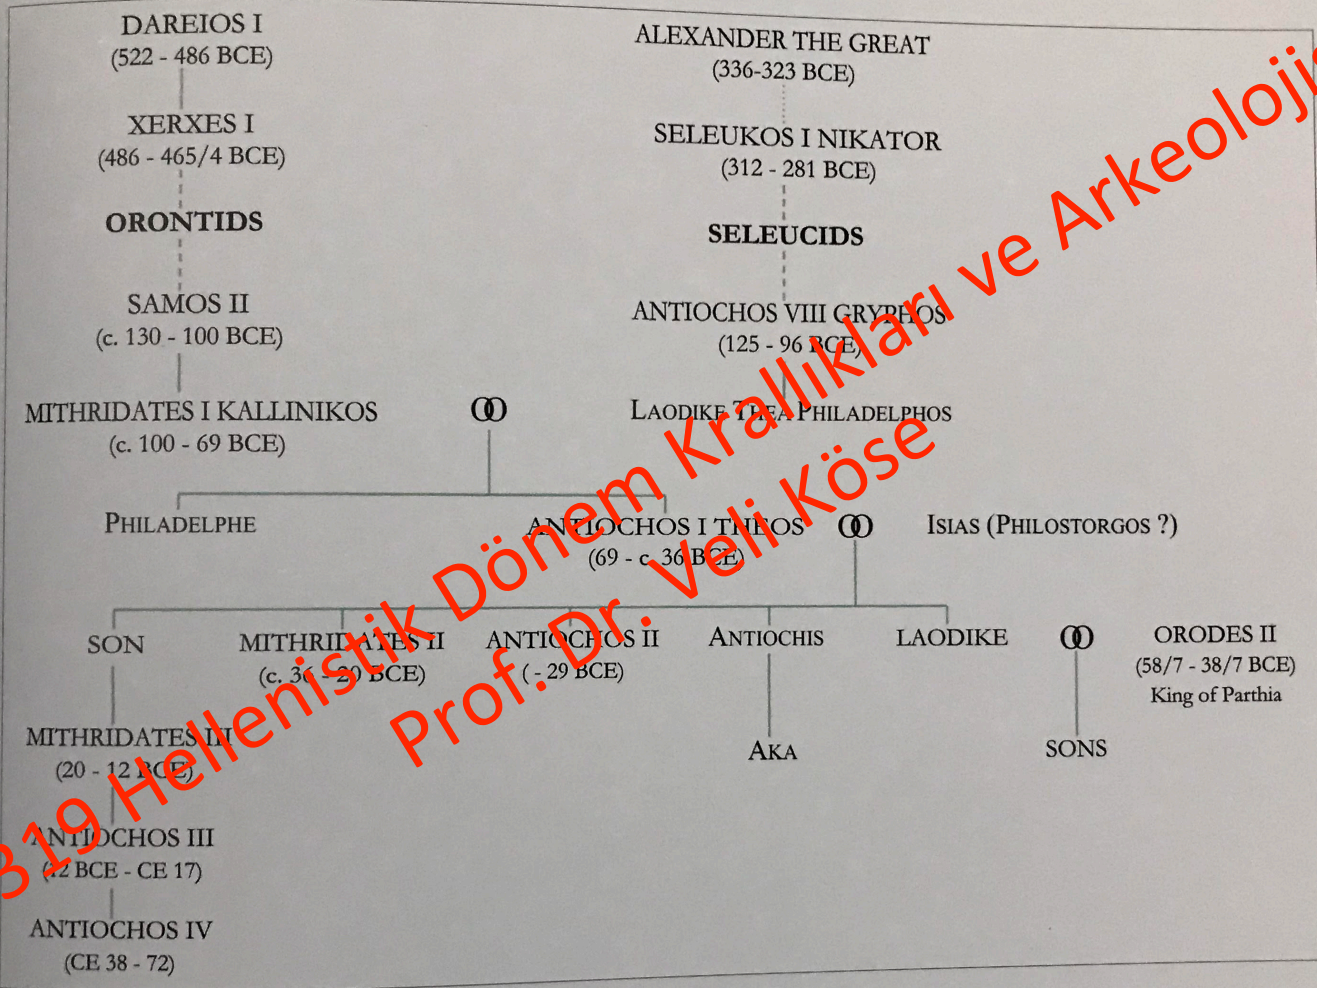 DAREIOS I
(522 - 486 BCE)
XERXES I
(486 - 465/4 BCE)
ORONTIDS
SAMOS II
(c. 130 - 100 BCE)
MITHRIDATES I KALLINIKOS
(c. 100 - 69 BCE)
ALEXANDER THE GREAT
(336-323 BCE)
SELEUKOS I NIKATOR
(312 - 281 BCE)
SELEUCIDS
ANTIOCHOS VIII GRYPHOS
(125 - 96 BCE)
LAODIKE THEA PHILADELPHOS
PHILADELPHE
ANTIOCHOS I THEOS
(69 - c. 36 BCE)
ISIAS (PHILOSTORGOS ?)
SON
MITHRIDATES II
(c. 36 - 20 BCE)
ANTIOCHOS II
( - 29 BCE)
ANTIOCHIS
LAODIKE
ORODES II
(58/7 - 38/7 BCE)
King of Parthia
MITHRIDATES III
(20 - 12 BCE)
AKA
SONS
ANTIOCHOS III
(12 BCE - CE 17)
ANTIOCHOS IV
(CE 38 - 72)
319 Hellenistik Dönem Krallıkları ve Arkeoloji
Prof. Dr. Veli Köse